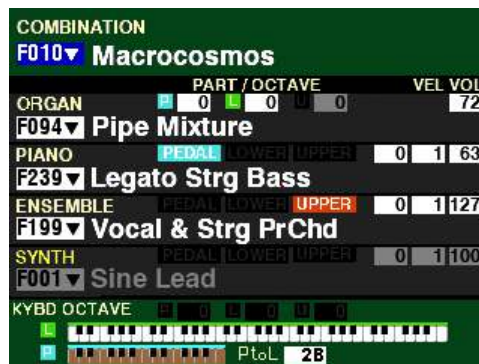 COMBINATION
F010▼ Macrocosmos
PART / OCTAVE VEL VOL
ORGAN P 0 L 0 U 0 72
F094▼ Pipe Mixture
PIANO PEDAL LOWER UPPER 0 1 63
F239▼ Legato Strg Bass
ENSEMBLE PEDAL LOWER UPPER 0 1 127
F199▼ Vocal & Strg PrChd
SYNTH PEDAL LOWER UPPER 0 1 100
F001▼ Sine Lead
KYBD OCTAVE P 0 L 0 U 0
L
P PtoL 2B